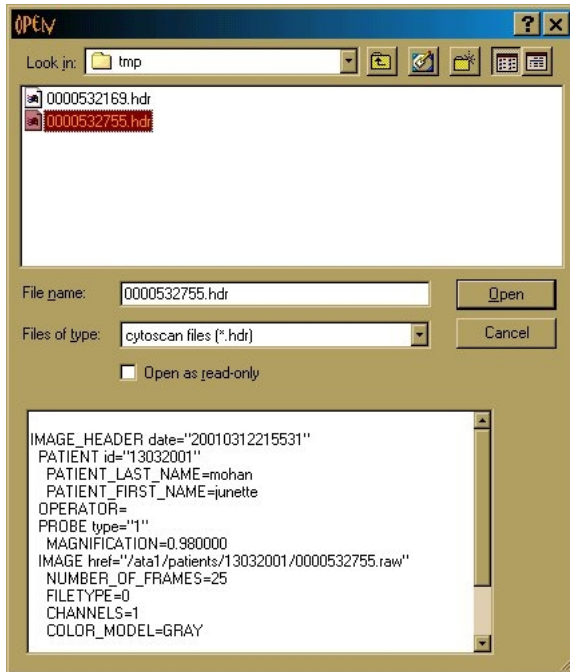 OPEN
Look in: tmp
0000532169.hdr
0000532755.hdr
File name: 0000532755.hdr Open
Files of type: cytoscan files (*.hdr) Cancel
Open as read-only
IMAGE_HEADER date="20010312215531"
PATIENT id="13032001"
PATIENT_LAST_NAME=mohan
PATIENT_FIRST_NAME=junette
OPERATOR=
PROBE type="1"
MAGNIFICATION=0.980000
IMAGE href="/ata1/patients/13032001/0000532755.raw"
NUMBER_OF_FRAMES=25
FILETYPE=0
CHANNELS=1
COLOR_MODEL=GRAY